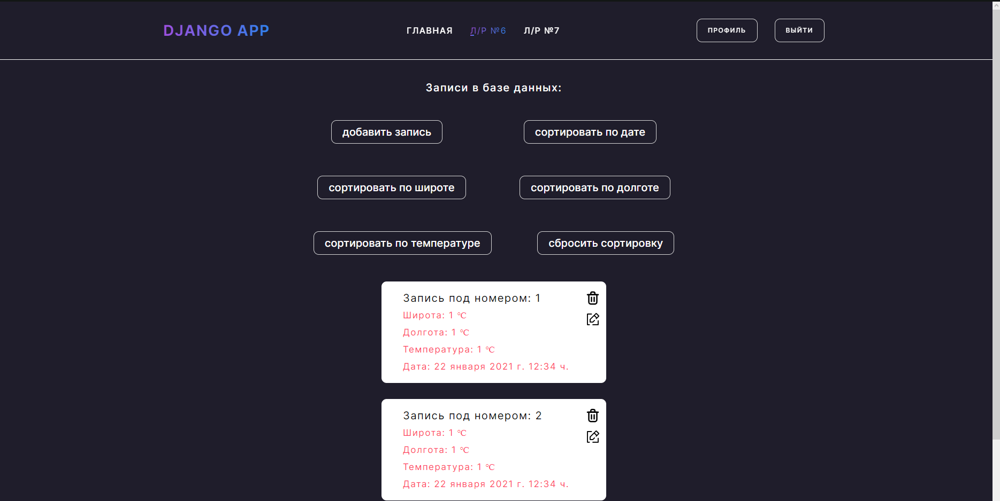 DJANGO APP
ГЛАВНАЯ Л/Р №6 Л/Р №7
ПРОФИЛЬ ВЫЙТИ
Записи в базе данных:
добавить запись сортировать по дате
сортировать по широте сортировать по долготе
сортировать по температуре сбросить сортировку
Запись под номером: 1
Широта: 1 °C
Долгота: 1 °C
Температура: 1 °C
Дата: 22 января 2021 г. 12:34 ч.
Запись под номером: 2
Широта: 1 °C
Долгота: 1 °C
Температура: 1 °C
Дата: 22 января 2021 г. 12:34 ч.